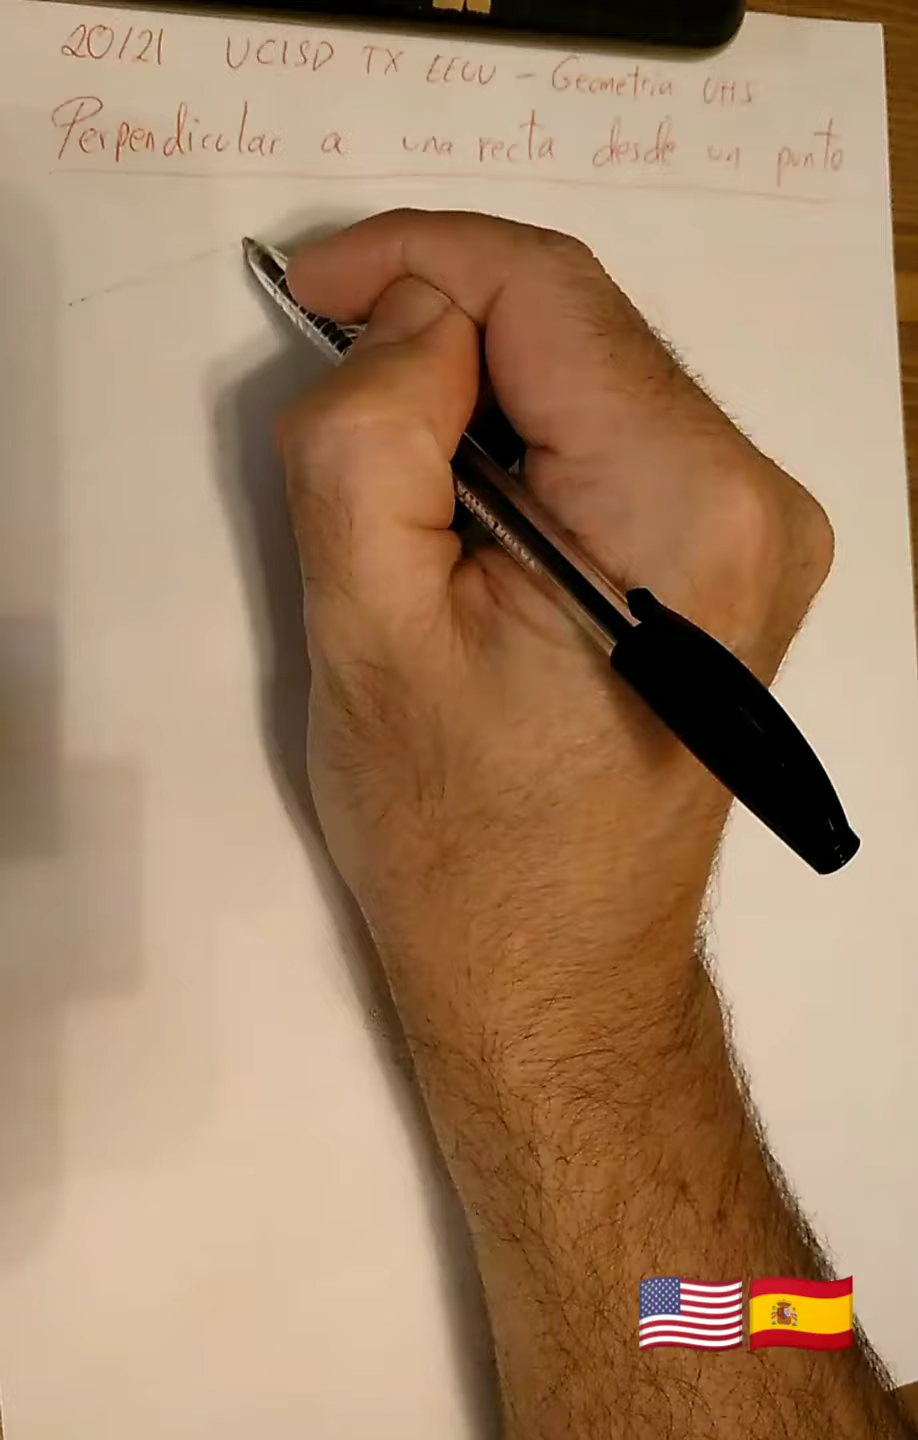 20/21 UCISD TX EEUU - Geometría UHS
Perpendicular a una recta desde un punto